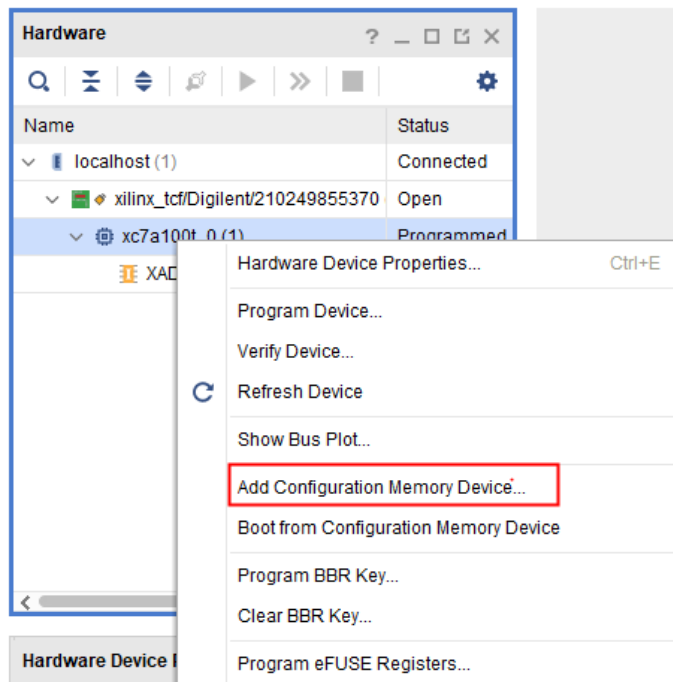 Hardware
?
Name Status
localhost (1) Connected
xilinx_tcf/Digilent/210249855370 Open
xc7a100t_0 (1) Programmed
Hardware Device Properties... Ctrl+E
Program Device...
Verify Device...
Refresh Device
Show Bus Plot...
Add Configuration Memory Device...
Boot from Configuration Memory Device
Program BBR Key...
Clear BBR Key...
Program eFUSE Registers...
Hardware Device